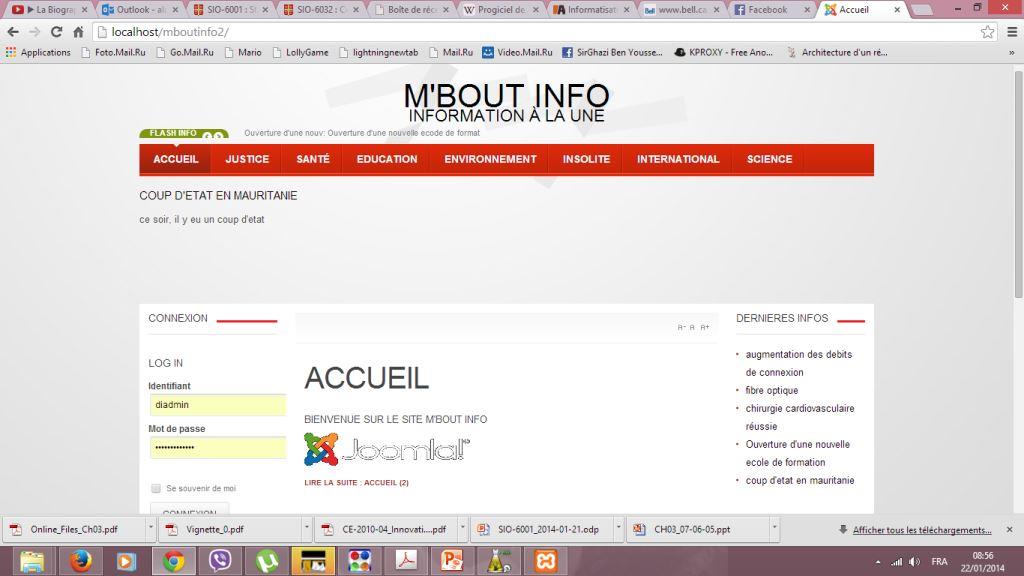 La Biogra
Outlook - al
SIO-6001 : S
SIO-6032 : C
Boîte de réc
Progiciel de
Informatisat
www.bell.ca
Facebook
Accueil
localhost/mboutinfo2/
Applications Foto.Mail.Ru Go.Mail.Ru Mario LollyGame lightningnewtab Mail.Ru Video.Mail.Ru SirGhazi Ben Yousse... KPROXY - Free Ano... Architecture d'un ré... »
M'BOUT INFO
INFORMATION À LA UNE
FLASH INFO Ouverture d'une nouv: Ouverture d'une nouvelle ecode de format
ACCUEIL JUSTICE SANTÉ EDUCATION ENVIRONNEMENT INSOLITE INTERNATIONAL SCIENCE
COUP D'ETAT EN MAURITANIE
ce soir, il y eu un coup d'etat
CONNEXION
LOG IN
Identifiant
diadmin
Mot de passe
•••••••••••••
Se souvenir de moi
CONNEXION
A- A A+
ACCUEIL
BIENVENUE SUR LE SITE M'BOUT INFO
Joomla!™
LIRE LA SUITE : ACCUEIL (2)
DERNIERES INFOS
augmentation des debits
de connexion
fibre optique
chirurgie cardiovasculaire
réussie
Ouverture d'une nouvelle
ecole de formation
coup d'etat en mauritanie
Online_Files_Ch03.pdf Vignette_0.pdf CE-2010-04_Innovati....pdf SIO-6001_2014-01-21.odp CH03_07-06-05.ppt Afficher tous les téléchargements...
FRA
08:56
22/01/2014